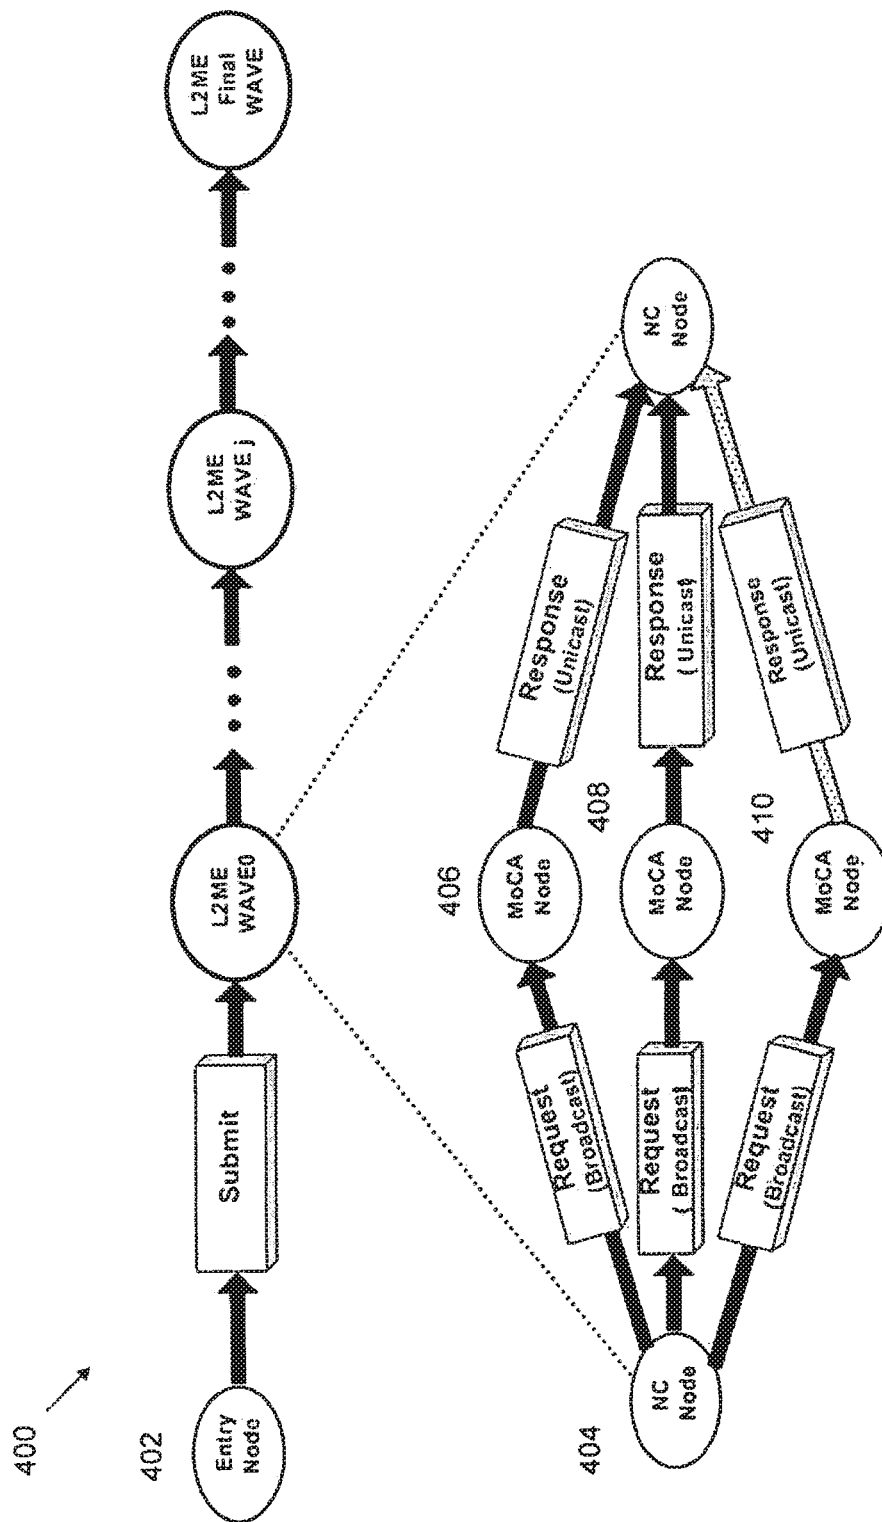 400
402
Entry
Node
Submit
L2ME
WAVE0
L2ME
WAVE j
L2ME
Final
WAVE
404
NC
Node
Request
(Broadcast)
Request
( Broadcast)
Request
(Broadcast)
406
MoCA
Node
408
MoCA
Node
410
MoCA
Node
Response
(Unicast)
Response
( Unicast)
Response
(Unicast)
NC
Node